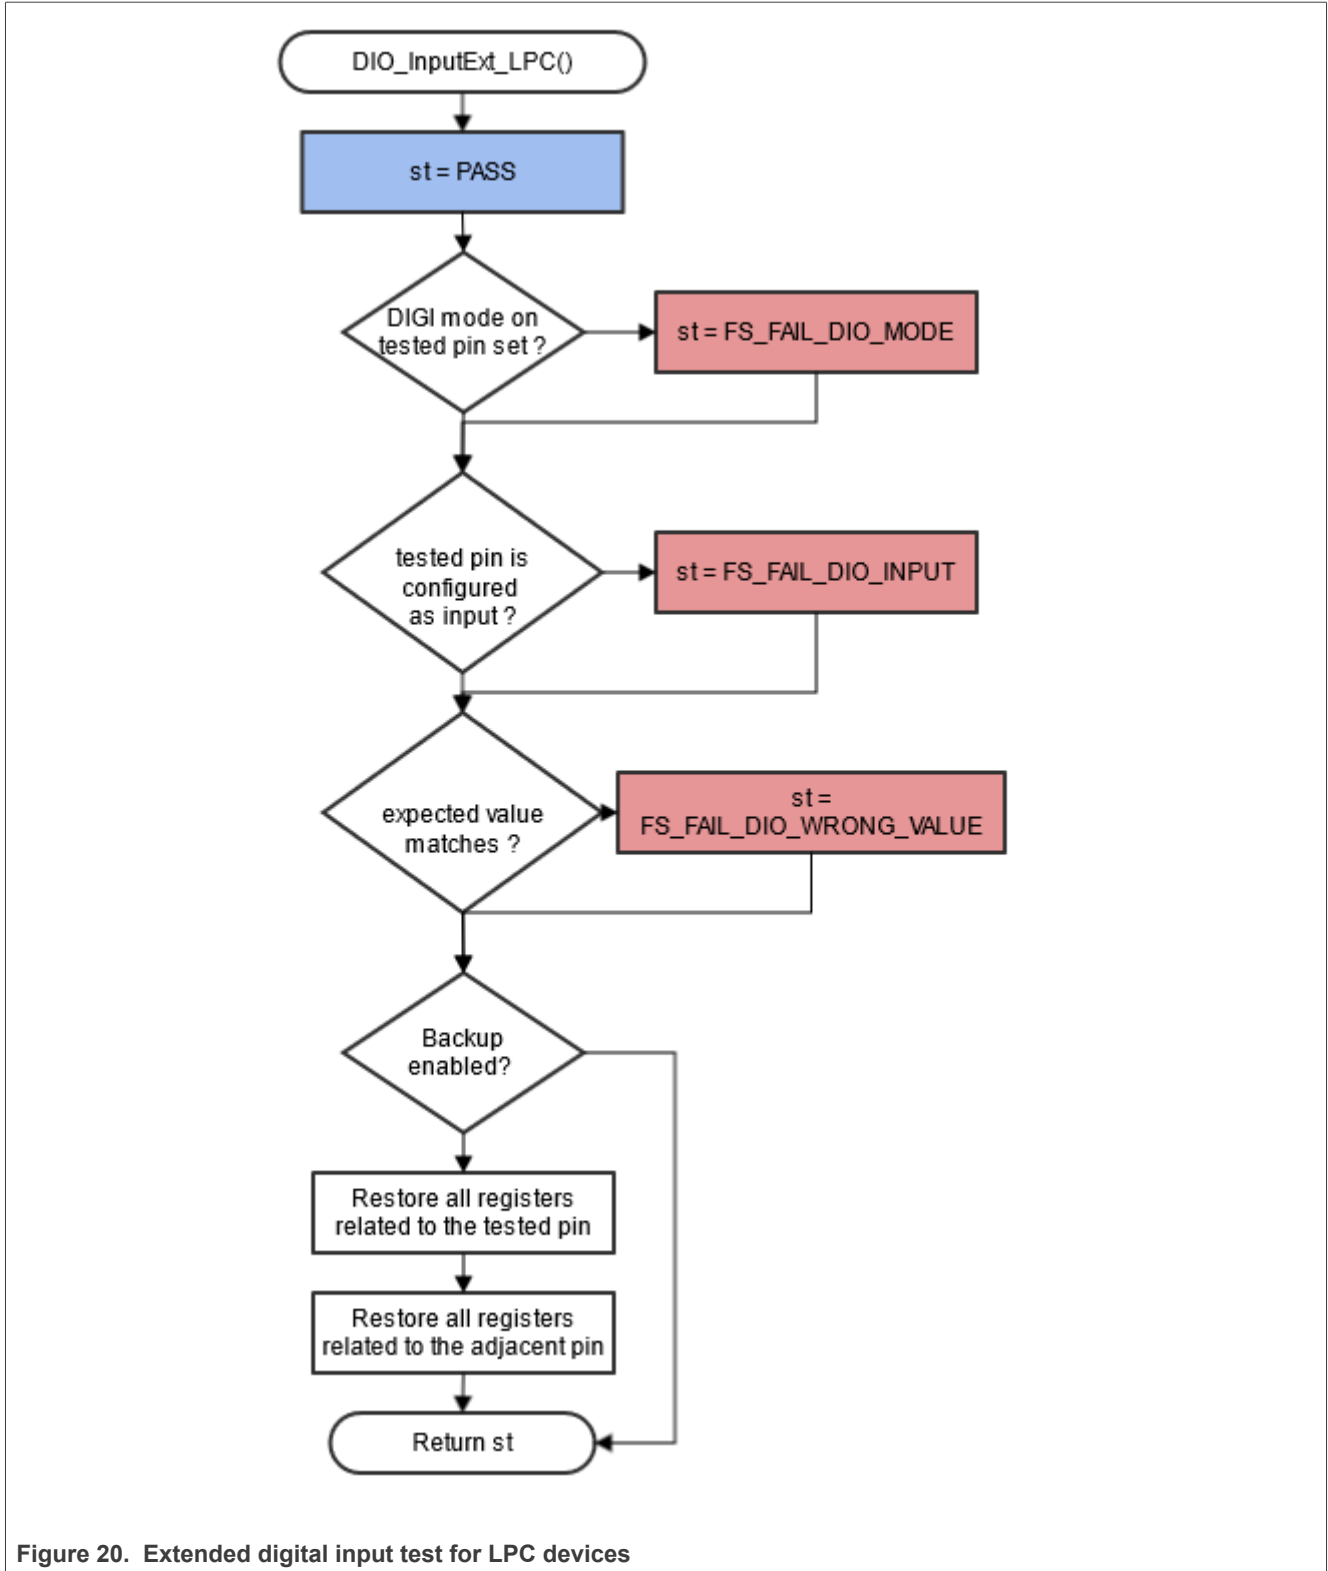 DIO_InputExt_LPC()
st = PASS
DIGI mode on
tested pin set ?
st = FS_FAIL_DIO_MODE
tested pin is
configured
as input ?
st = FS_FAIL_DIO_INPUT
expected value
matches ?
st =
FS_FAIL_DIO_WRONG_VALUE
Backup
enabled?
Restore all registers
related to the tested pin
Restore all registers
related to the adjacent pin
Return st
Figure 20. Extended digital input test for LPC devices